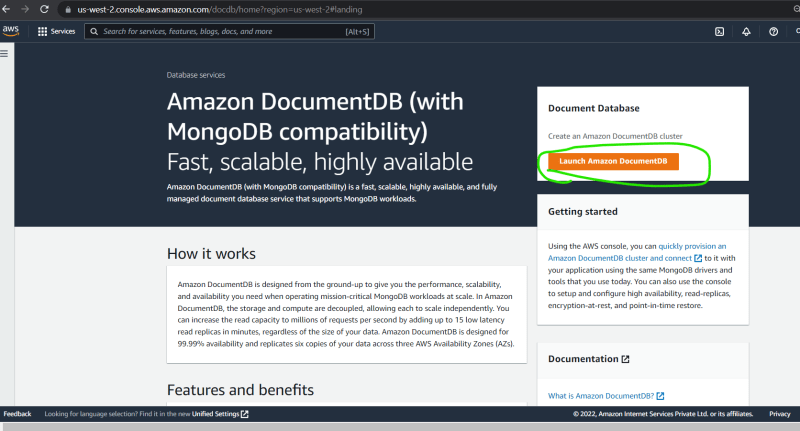 us-west-2.console.aws.amazon.com/docdb/home?region=us-west-2#landing
aws
Services
Search for services, features, blogs, docs, and more
[Alt+S]
Database services
Amazon DocumentDB (with
MongoDB compatibility)
Fast, scalable, highly available
Amazon DocumentDB (with MongoDB compatibility) is a fast, scalable, highly available, and fully
managed document database service that supports MongoDB workloads.
Document Database
Create an Amazon DocumentDB cluster
Launch Amazon DocumentDB
Getting started
Using the AWS console, you can quickly provision an
Amazon DocumentDB cluster and connect to it with
your application using the same MongoDB drivers and
tools that you use today. You can also use the console
to setup and configure high availability, read-replicas,
encryption-at-rest, and point-in-time restore.
How it works
Amazon DocumentDB is designed from the ground-up to give you the performance, scalability,
and availability you need when operating mission-critical MongoDB workloads at scale. In Amazon
DocumentDB, the storage and compute are decoupled, allowing each to scale independently. You
can increase the read capacity to millions of requests per second by adding up to 15 low latency
read replicas in minutes, regardless of the size of your data. Amazon DocumentDB is designed for
99.99% availability and replicates six copies of your data across three AWS Availability Zones (AZs).
Documentation
What is Amazon DocumentDB?
Features and benefits
Feedback
Looking for language selection? Find it in the new Unified Settings
© 2022, Amazon Internet Services Private Ltd. or its affiliates.
Privacy